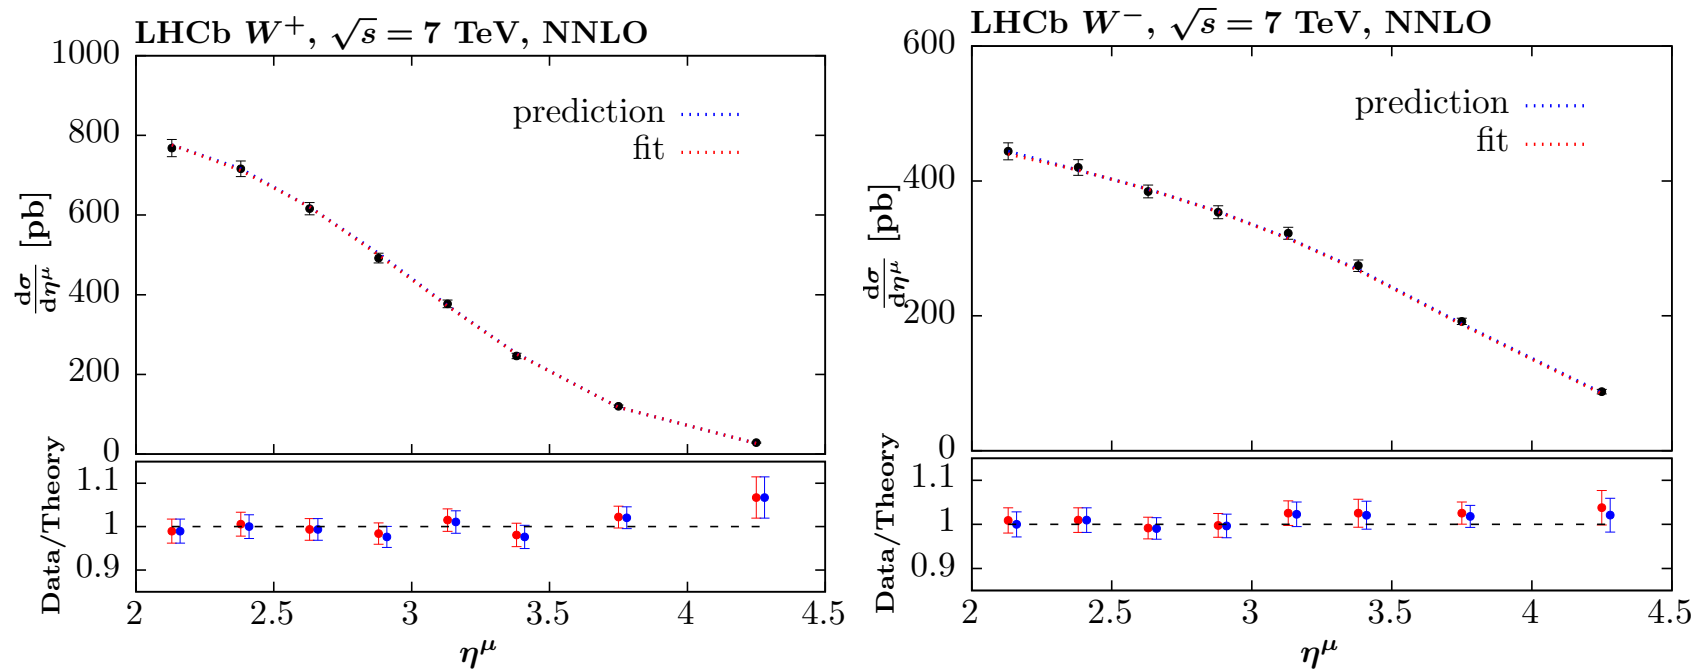 LHCb W⁺, √s = 7 TeV, NNLO
1000
800
600
400
200
0
dσ/dη^μ [pb]
prediction
fit
1.1
1
0.9
Data/Theory
2
2.5
3
3.5
4
4.5
η^μ
LHCb W⁻, √s = 7 TeV, NNLO
600
400
200
0
dσ/dη^μ [pb]
prediction
fit
1.1
1
0.9
Data/Theory
2
2.5
3
3.5
4
4.5
η^μ